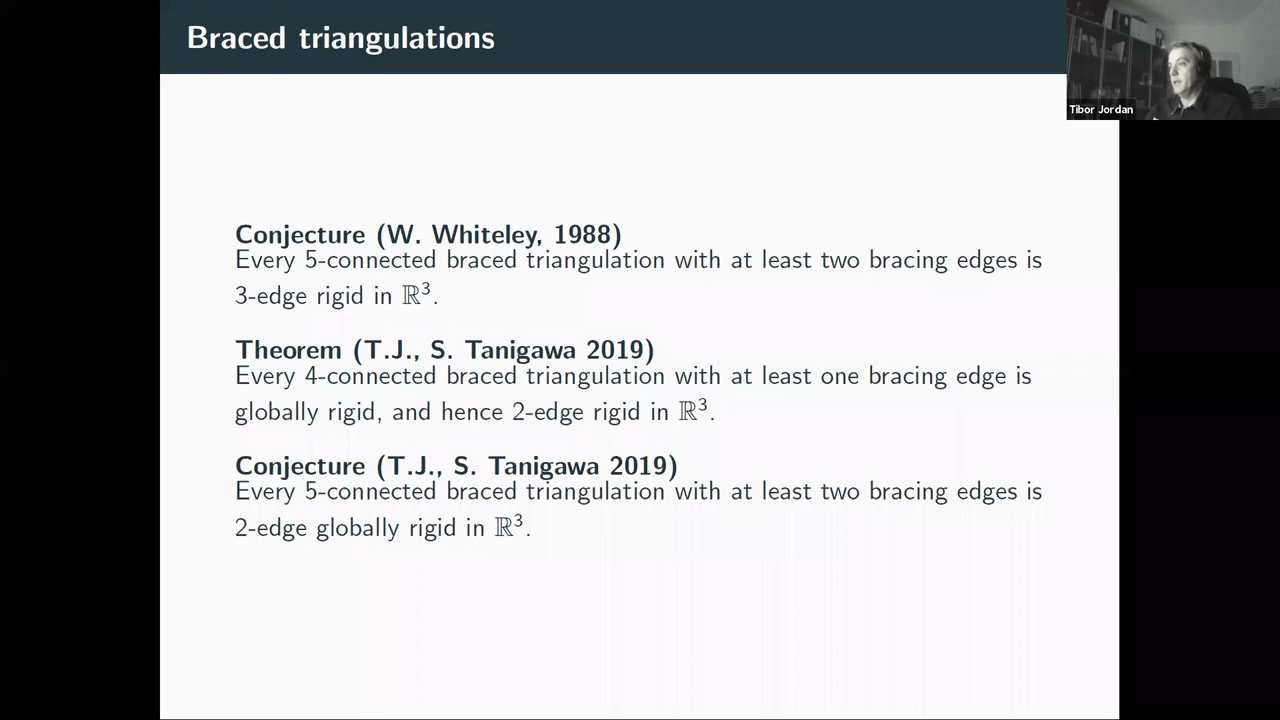 Braced triangulations
Tibor Jordan
Conjecture (W. Whiteley, 1988)
Every 5-connected braced triangulation with at least two bracing edges is
3-edge rigid in ℝ³.
Theorem (T.J., S. Tanigawa 2019)
Every 4-connected braced triangulation with at least one bracing edge is
globally rigid, and hence 2-edge rigid in ℝ³.
Conjecture (T.J., S. Tanigawa 2019)
Every 5-connected braced triangulation with at least two bracing edges is
2-edge globally rigid in ℝ³.